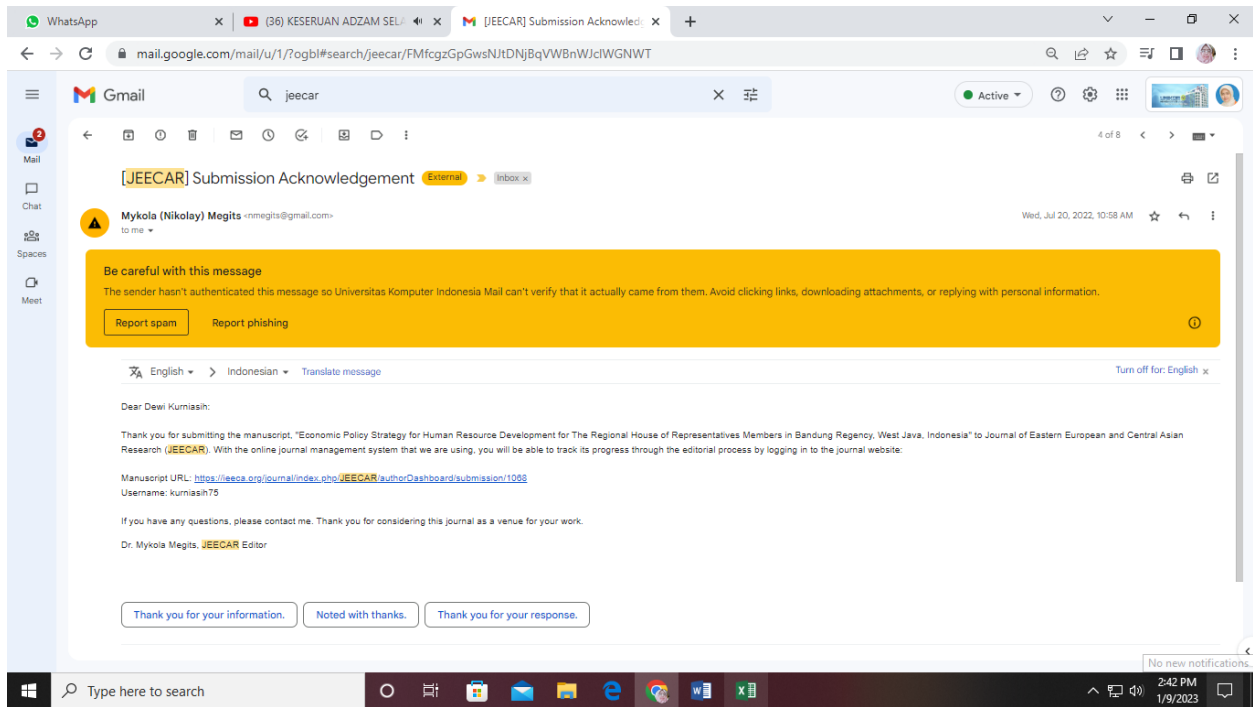 WhatsApp
(36) KESERUAN ADZAM SEL
[JEECAR] Submission Acknowled
mail.google.com/mail/u/1/?ogbl#search/jeecar/FMfcgzGpGwsNJtDNjBqVWBnWJclWGNWT
Gmail
jeecar
Active
2
Mail
Chat
Spaces
Meet
4 of 8
[JEECAR] Submission Acknowledgement External Inbox x
Mykola (Nikolay) Megits <nmegits@gmail.com>
Wed, Jul 20, 2022, 10:58 AM
to me
Be careful with this message
The sender hasn't authenticated this message so Universitas Komputer Indonesia Mail can't verify that it actually came from them. Avoid clicking links, downloading attachments, or replying with personal information.
Report spam Report phishing
English > Indonesian Translate message
Turn off for: English x
Dear Dewi Kurniasih:
Thank you for submitting the manuscript, "Economic Policy Strategy for Human Resource Development for The Regional House of Representatives Members in Bandung Regency, West Java, Indonesia" to Journal of Eastern European and Central Asian
Research (JEECAR). With the online journal management system that we are using, you will be able to track its progress through the editorial process by logging in to the journal website:
Manuscript URL: https://ieeca.org/journal/index.php/JEECAR/authorDashboard/submission/1068
Username: kurniasih75
If you have any questions, please contact me. Thank you for considering this journal as a venue for your work.
Dr. Mykola Megits, JEECAR Editor
Thank you for your information. Noted with thanks. Thank you for your response.
No new notifications
Type here to search
2:42 PM
1/9/2023